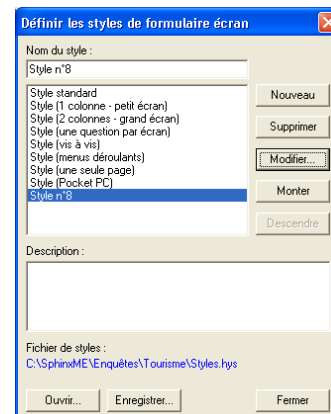 Définir les styles de formulaire écran
Nom du style :
Style n°8
Style standard
Style (1 colonne - petit écran)
Style (2 colonnes - grand écran)
Style (une question par écran)
Style (vis à vis)
Style (menus déroulants)
Style (une seule page)
Style (Pocket PC)
Style n°8
Nouveau
Supprimer
Modifier...
Monter
Descendre
Description :
Fichier de styles :
C:\SphinxME\Enquêtes\Tourisme\Styles.hys
Ouvrir...
Enregistrer...
Fermer